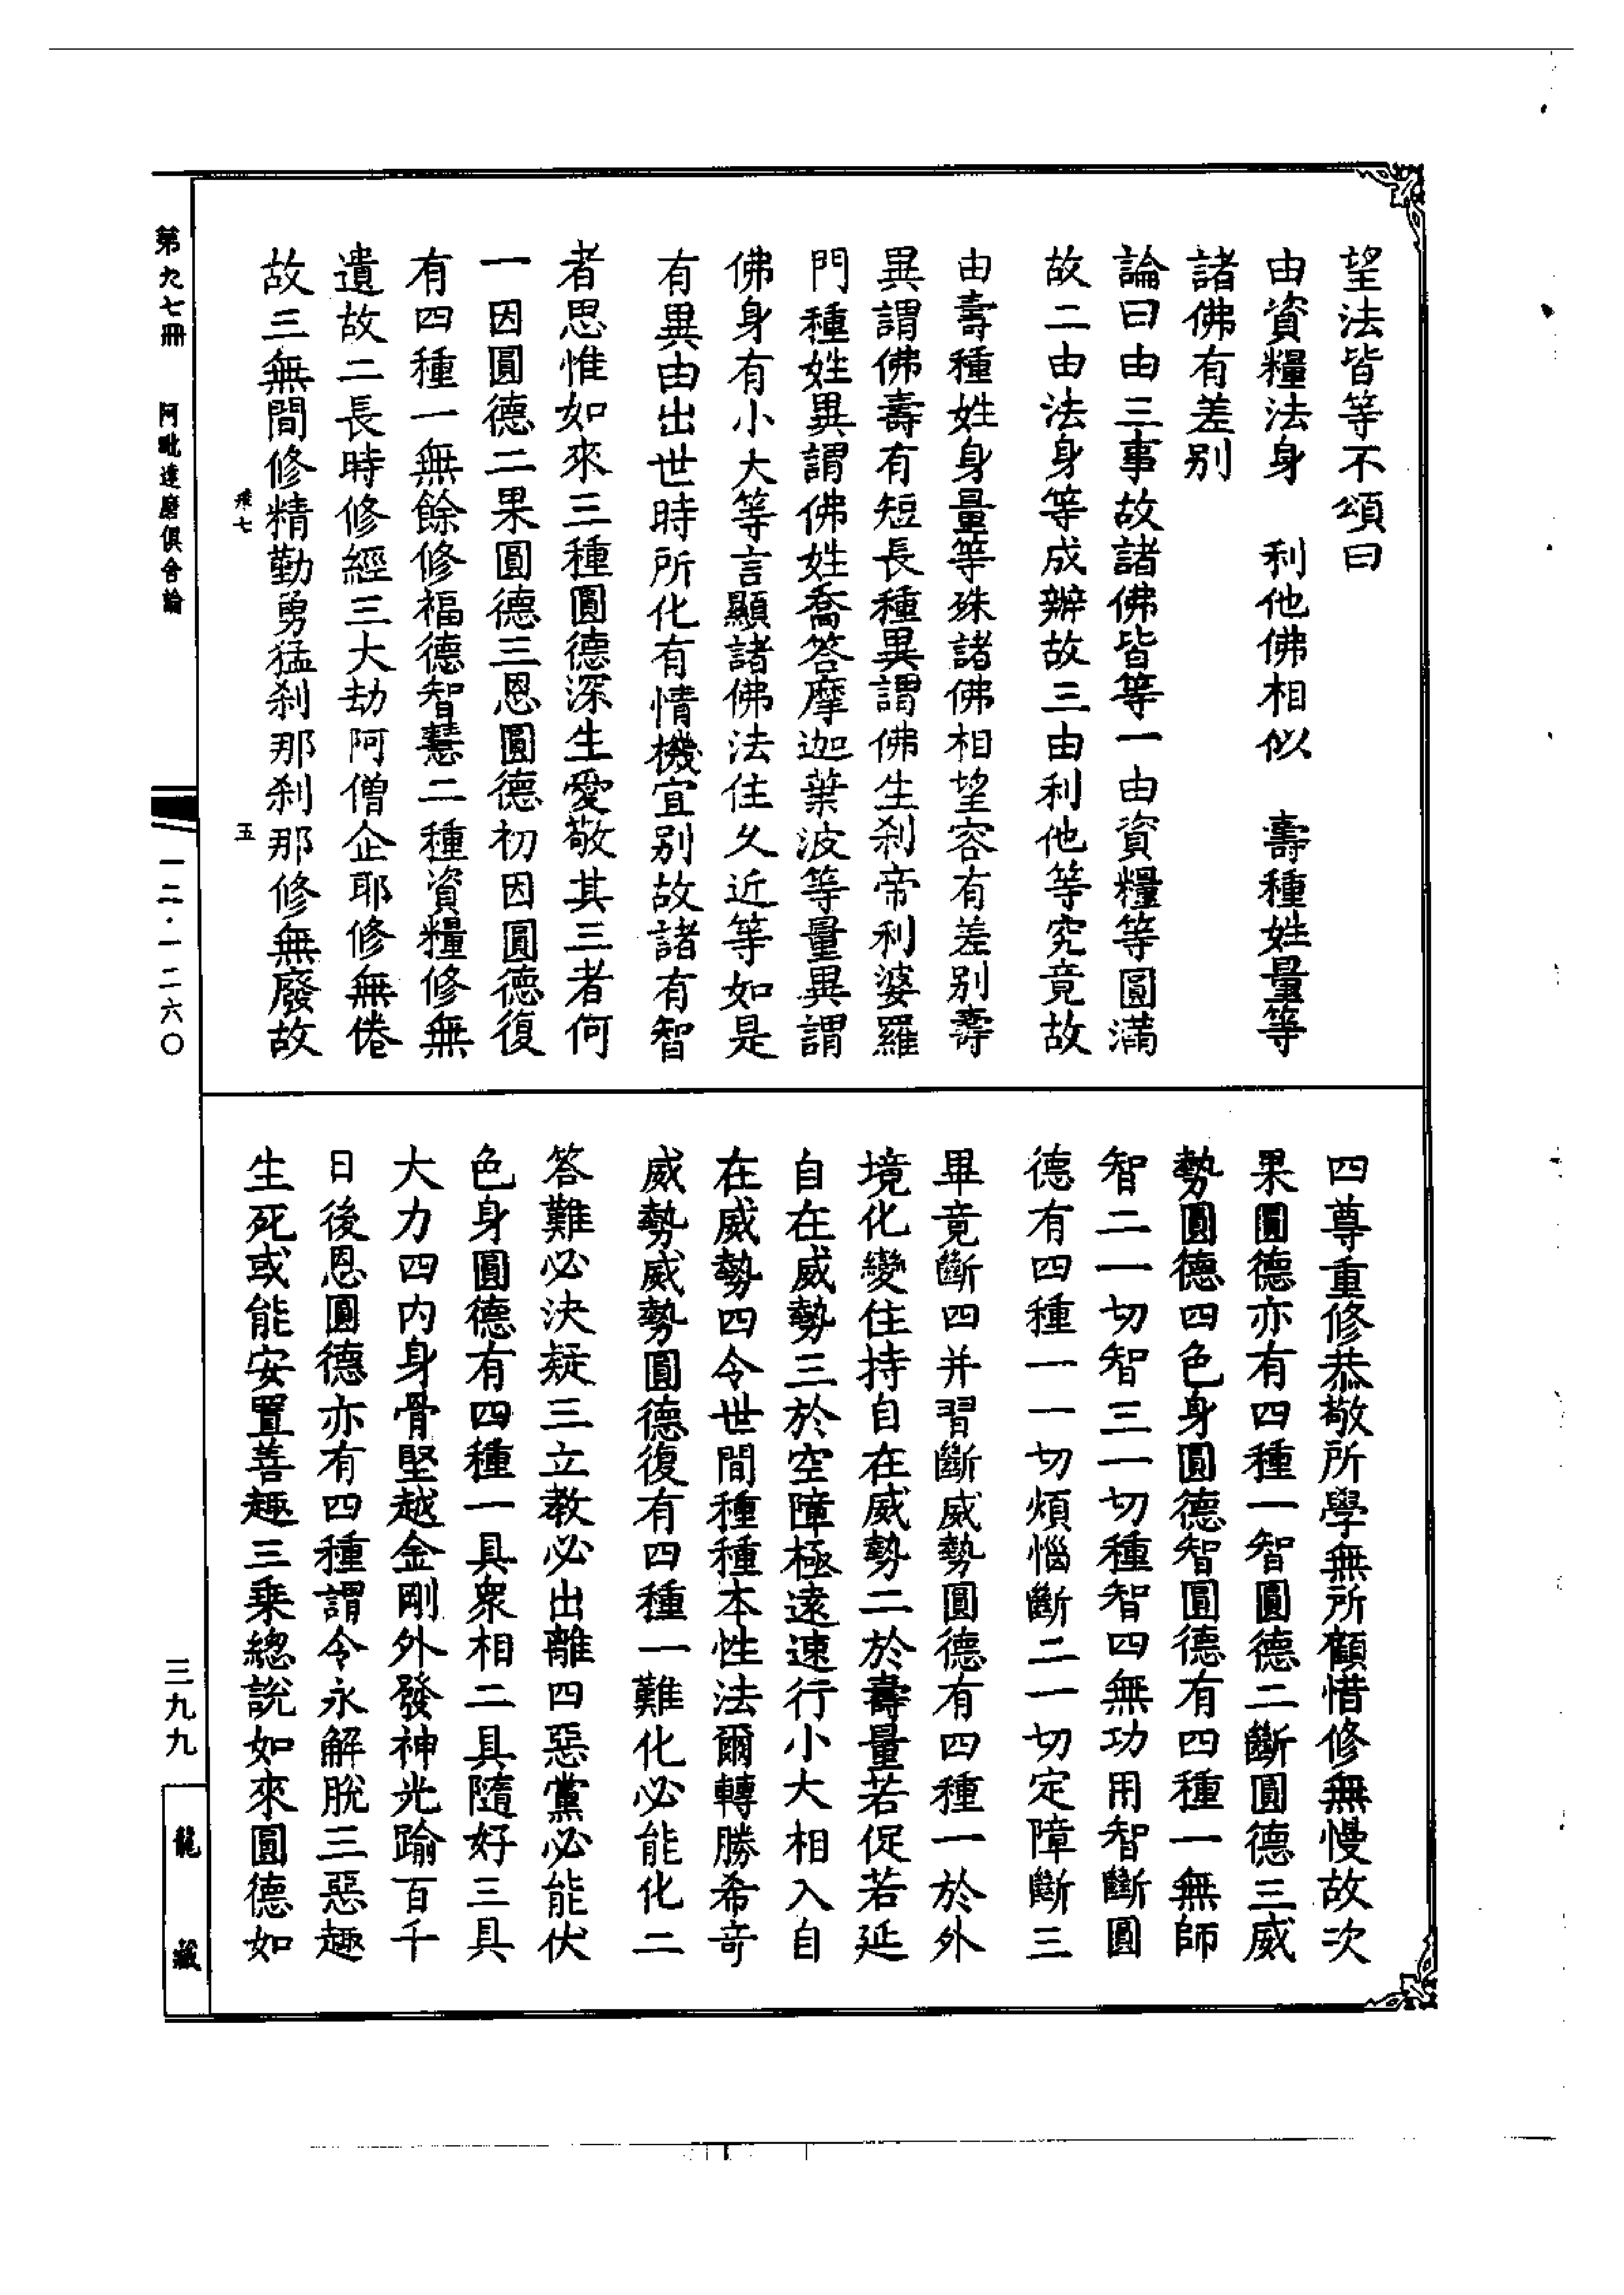 望法皆等不頌曰
由資糧法身　利他佛相似　壽種姓量等
諸佛有差別
論曰由三事故諸佛皆等一由資糧等圓滿
故二由法身等成辦故三由利他等究竟故
由壽種姓身量等殊諸佛相望容有差別壽
異謂佛壽有短長種異謂佛生剎帝利婆羅
門種姓異謂佛姓喬答摩迦葉波等量異謂
佛身有小大等言顯諸佛法住久近等如是
有異由出世時所化有情機宜別故諸有智
者思惟如來三種圓德深生愛敬其三者何
一因圓德二果圓德三恩圓德初因圓德復
有四種一無餘修福德智慧二種資糧修無
遺故二長時修經三大劫阿僧企耶修無倦
故三無間修精勤勇猛剎那剎那修無廢故
四尊重修恭敬所學無所顧惜修無慢故次
果圓德亦有四種一智圓德二斷圓德三威
勢圓德四色身圓德智圓德有四種一無師
智二一切智三一切種智四無功用智斷圓
德有四種一一切煩惱斷二一切定障斷三
畢竟斷四并習斷威勢圓德有四種一於外
境化變住持自在威勢二於壽量若促若延
自在威勢三於空障極遠速行小大相入自
在威勢四令世間種種本性法爾轉勝希奇
威勢威勢圓德復有四種一難化必能化二
答難必決疑三立教必出離四惡黨必能伏
色身圓德有四種一具眾相二具隨好三具
大力四內身骨堅越金剛外發神光踰百千
日後恩圓德亦有四種謂令永解脫三惡趣
生死或能安置善趣三乘總說如來圓德如
第九七冊　阿毗達磨俱舍論
五
一二·一二六〇
三九九
龍藏